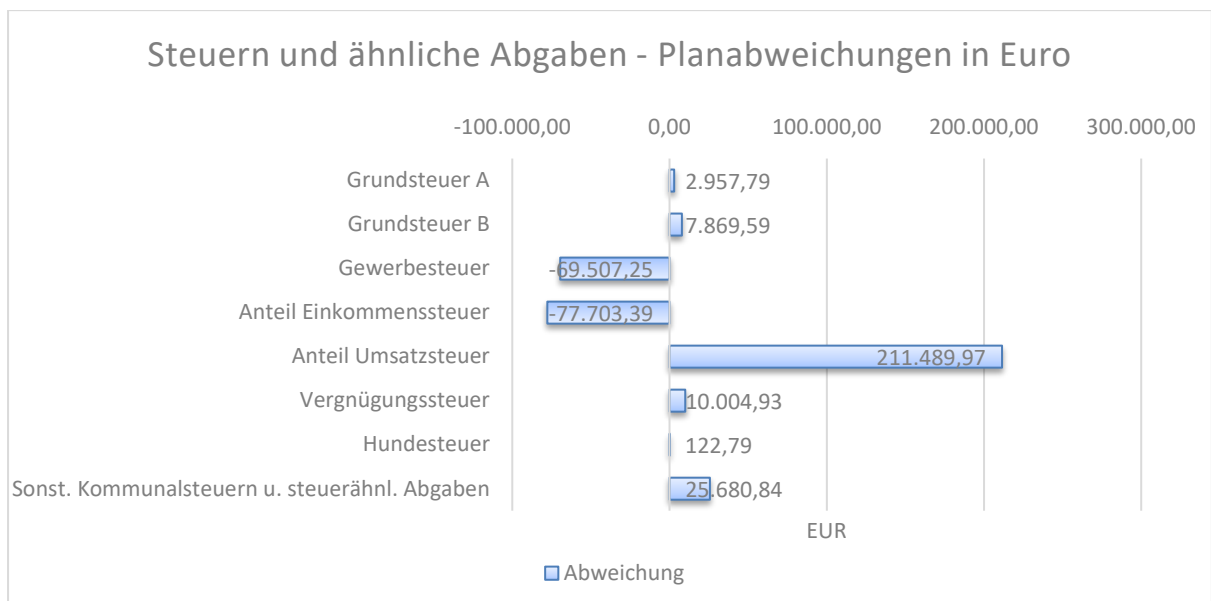 Steuern und ähnliche Abgaben - Planabweichungen in Euro
-100.000,00 0,00 100.000,00 200.000,00 300.000,00
Grundsteuer A 2.957,79
Grundsteuer B 7.869,59
Gewerbesteuer -69.507,25
Anteil Einkommenssteuer -77.703,39
Anteil Umsatzsteuer 211.489,97
Vergnügungssteuer 10.004,93
Hundesteuer 122,79
Sonst. Kommunalsteuern u. steuerähnl. Abgaben 25.680,84
EUR
Abweichung